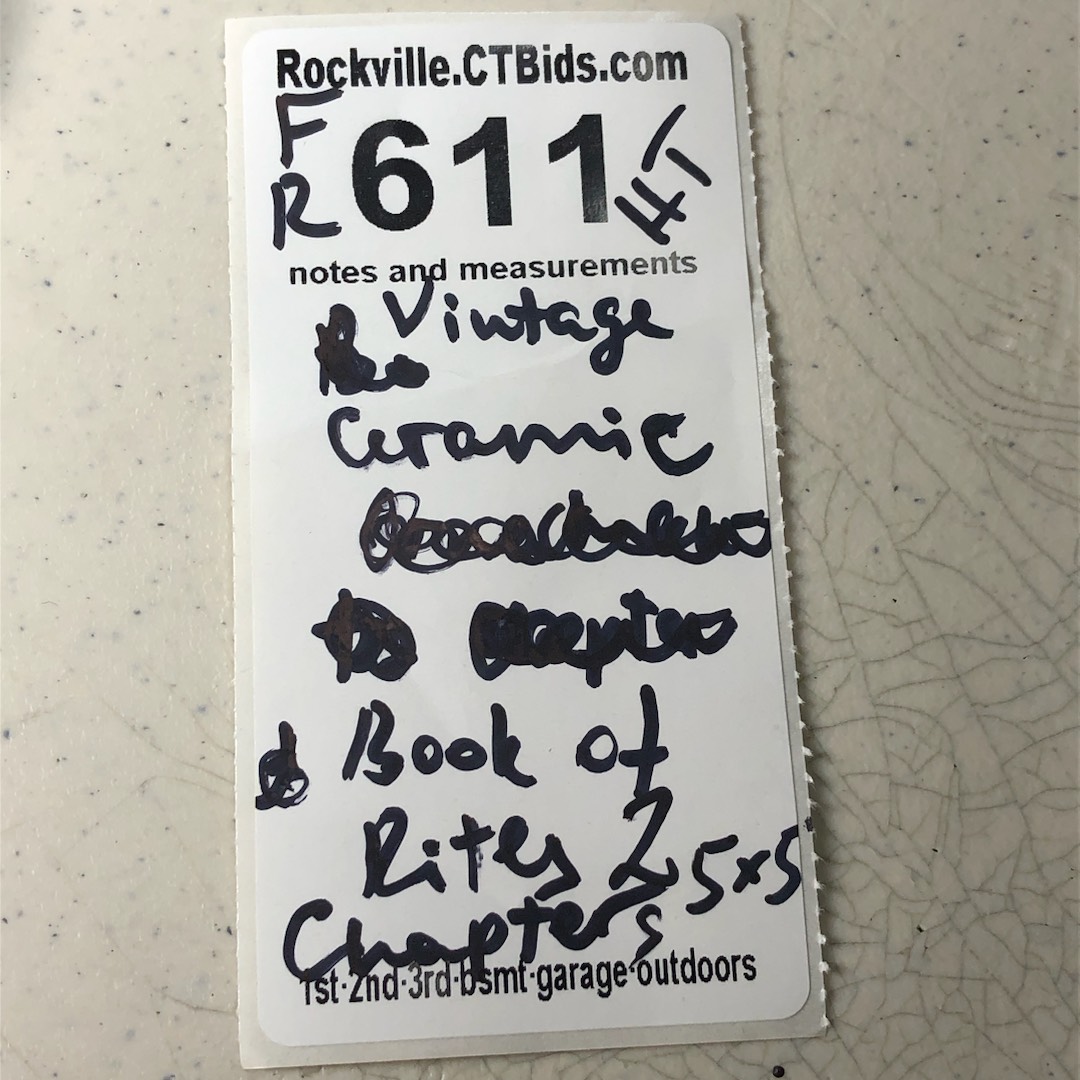 Rockville.CTBids.com
F
R
611
notes and measurements
Vintage
Ceramic
Book of
Rites 2 5x5
Chapters
1st·2nd·3rd·bsmt·garage·outdoors